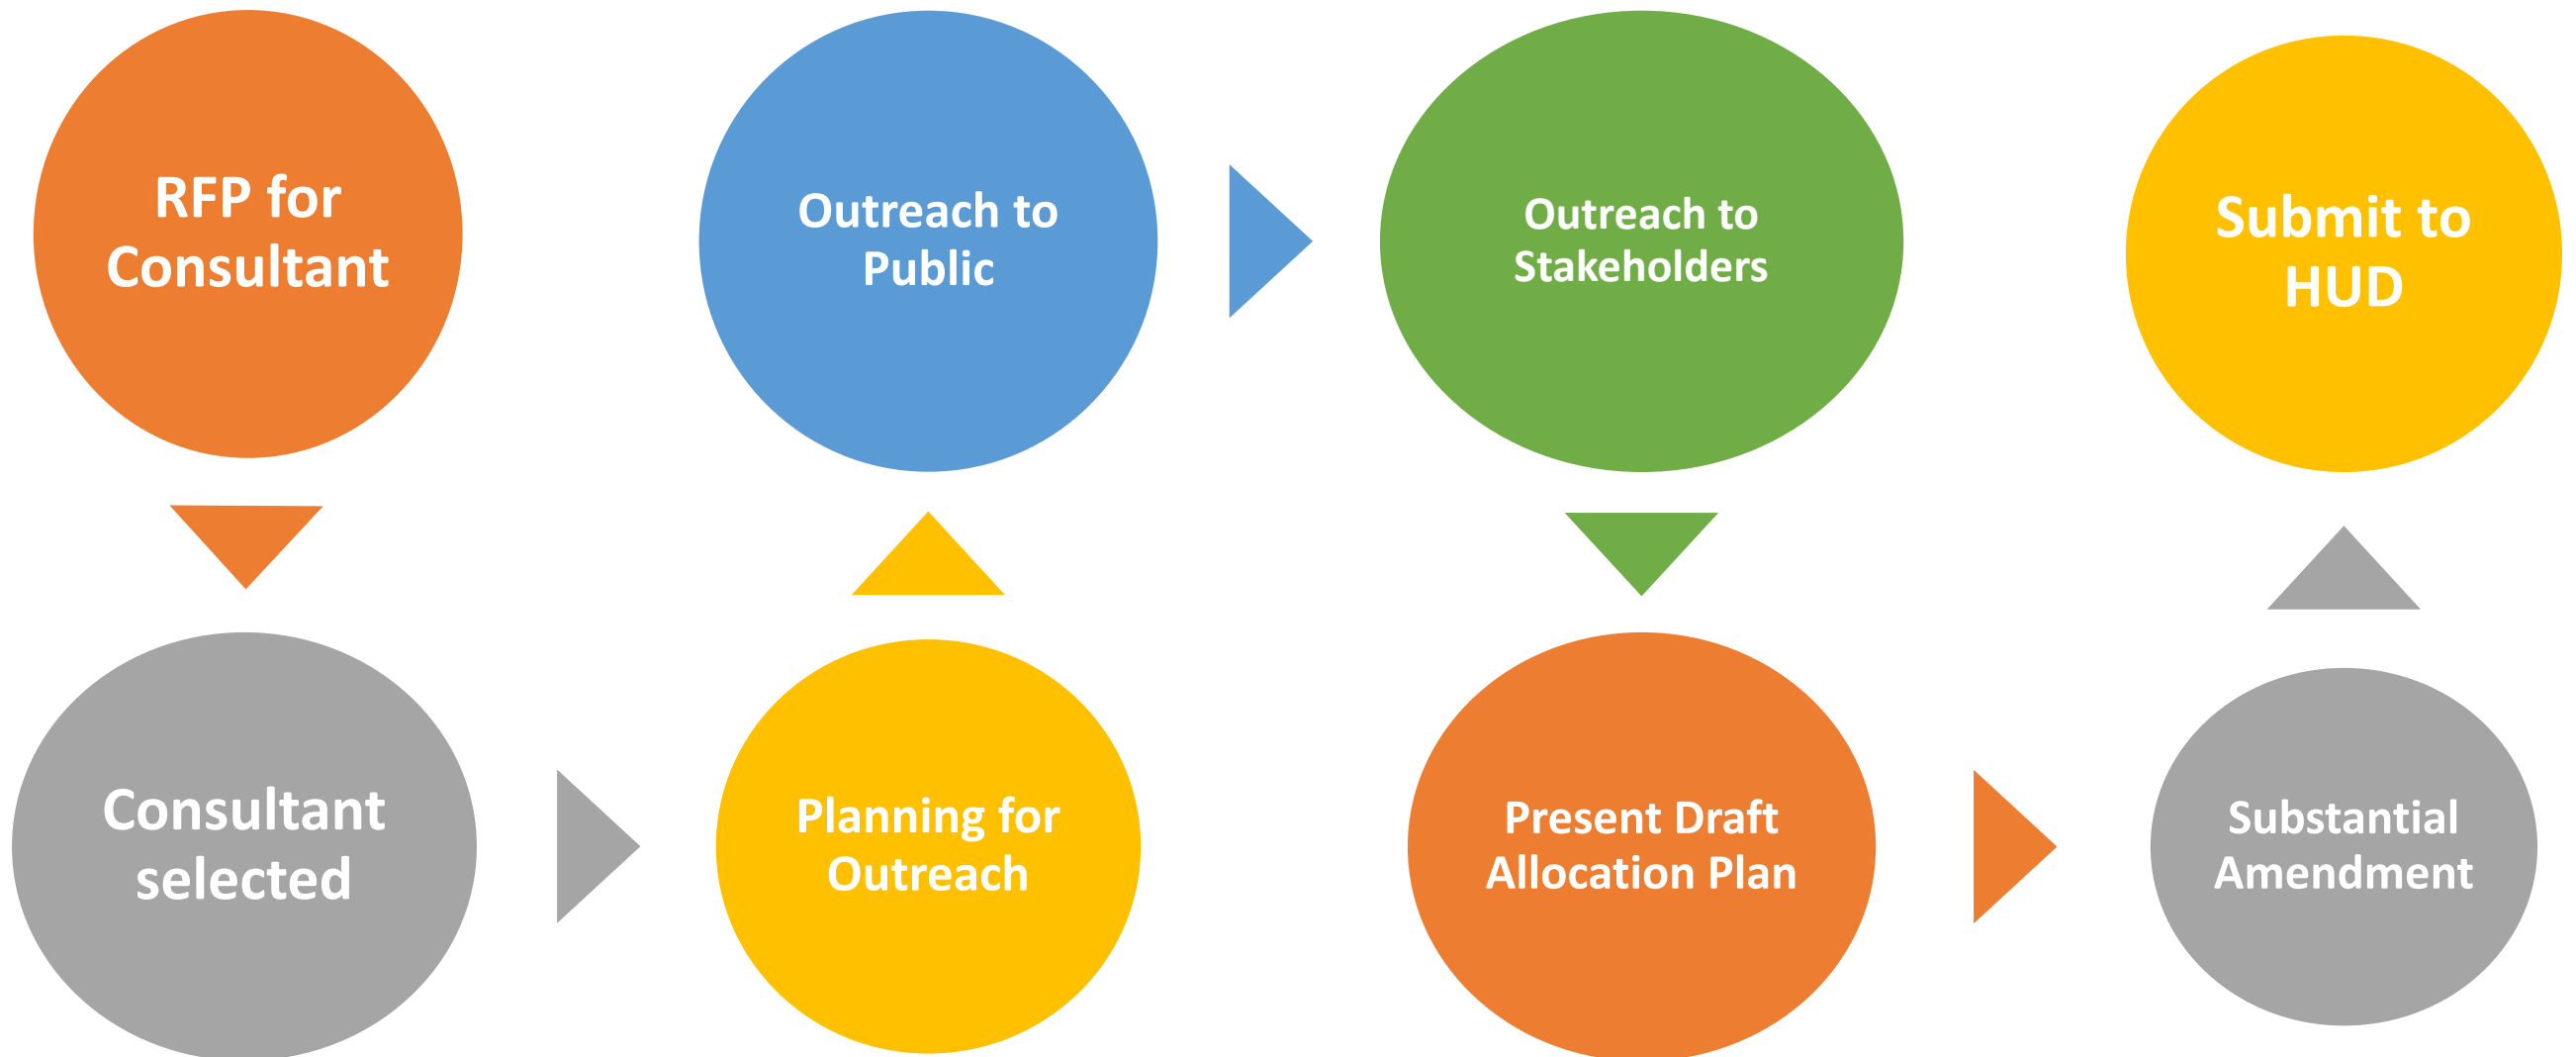 RFP for
Consultant
Consultant
selected
Planning for
Outreach
Outreach to
Public
Outreach to
Stakeholders
Present Draft
Allocation Plan
Substantial
Amendment
Submit to
HUD